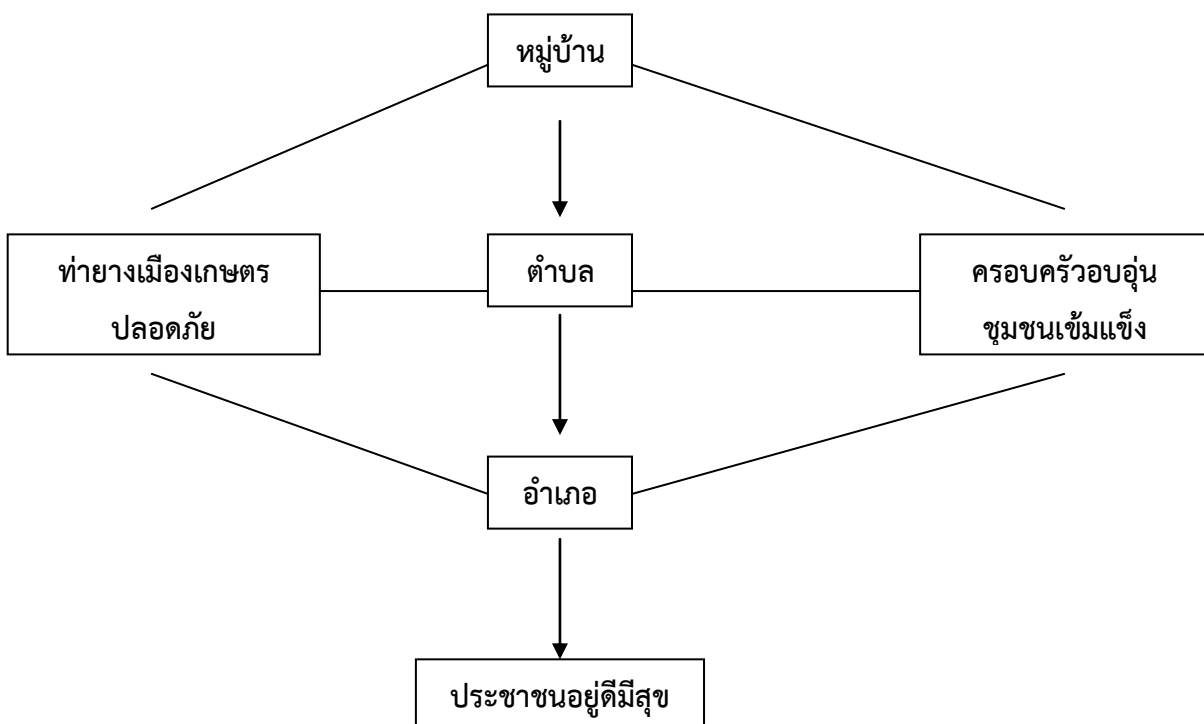 หมู่บ้าน
ท่ายางเมืองเกษตร
ปลอดภัย
ตำบล
ครอบครัวอบอุ่น
ชุมชนเข้มแข็ง
อำเภอ
ประชาชนอยู่ดีมีสุข